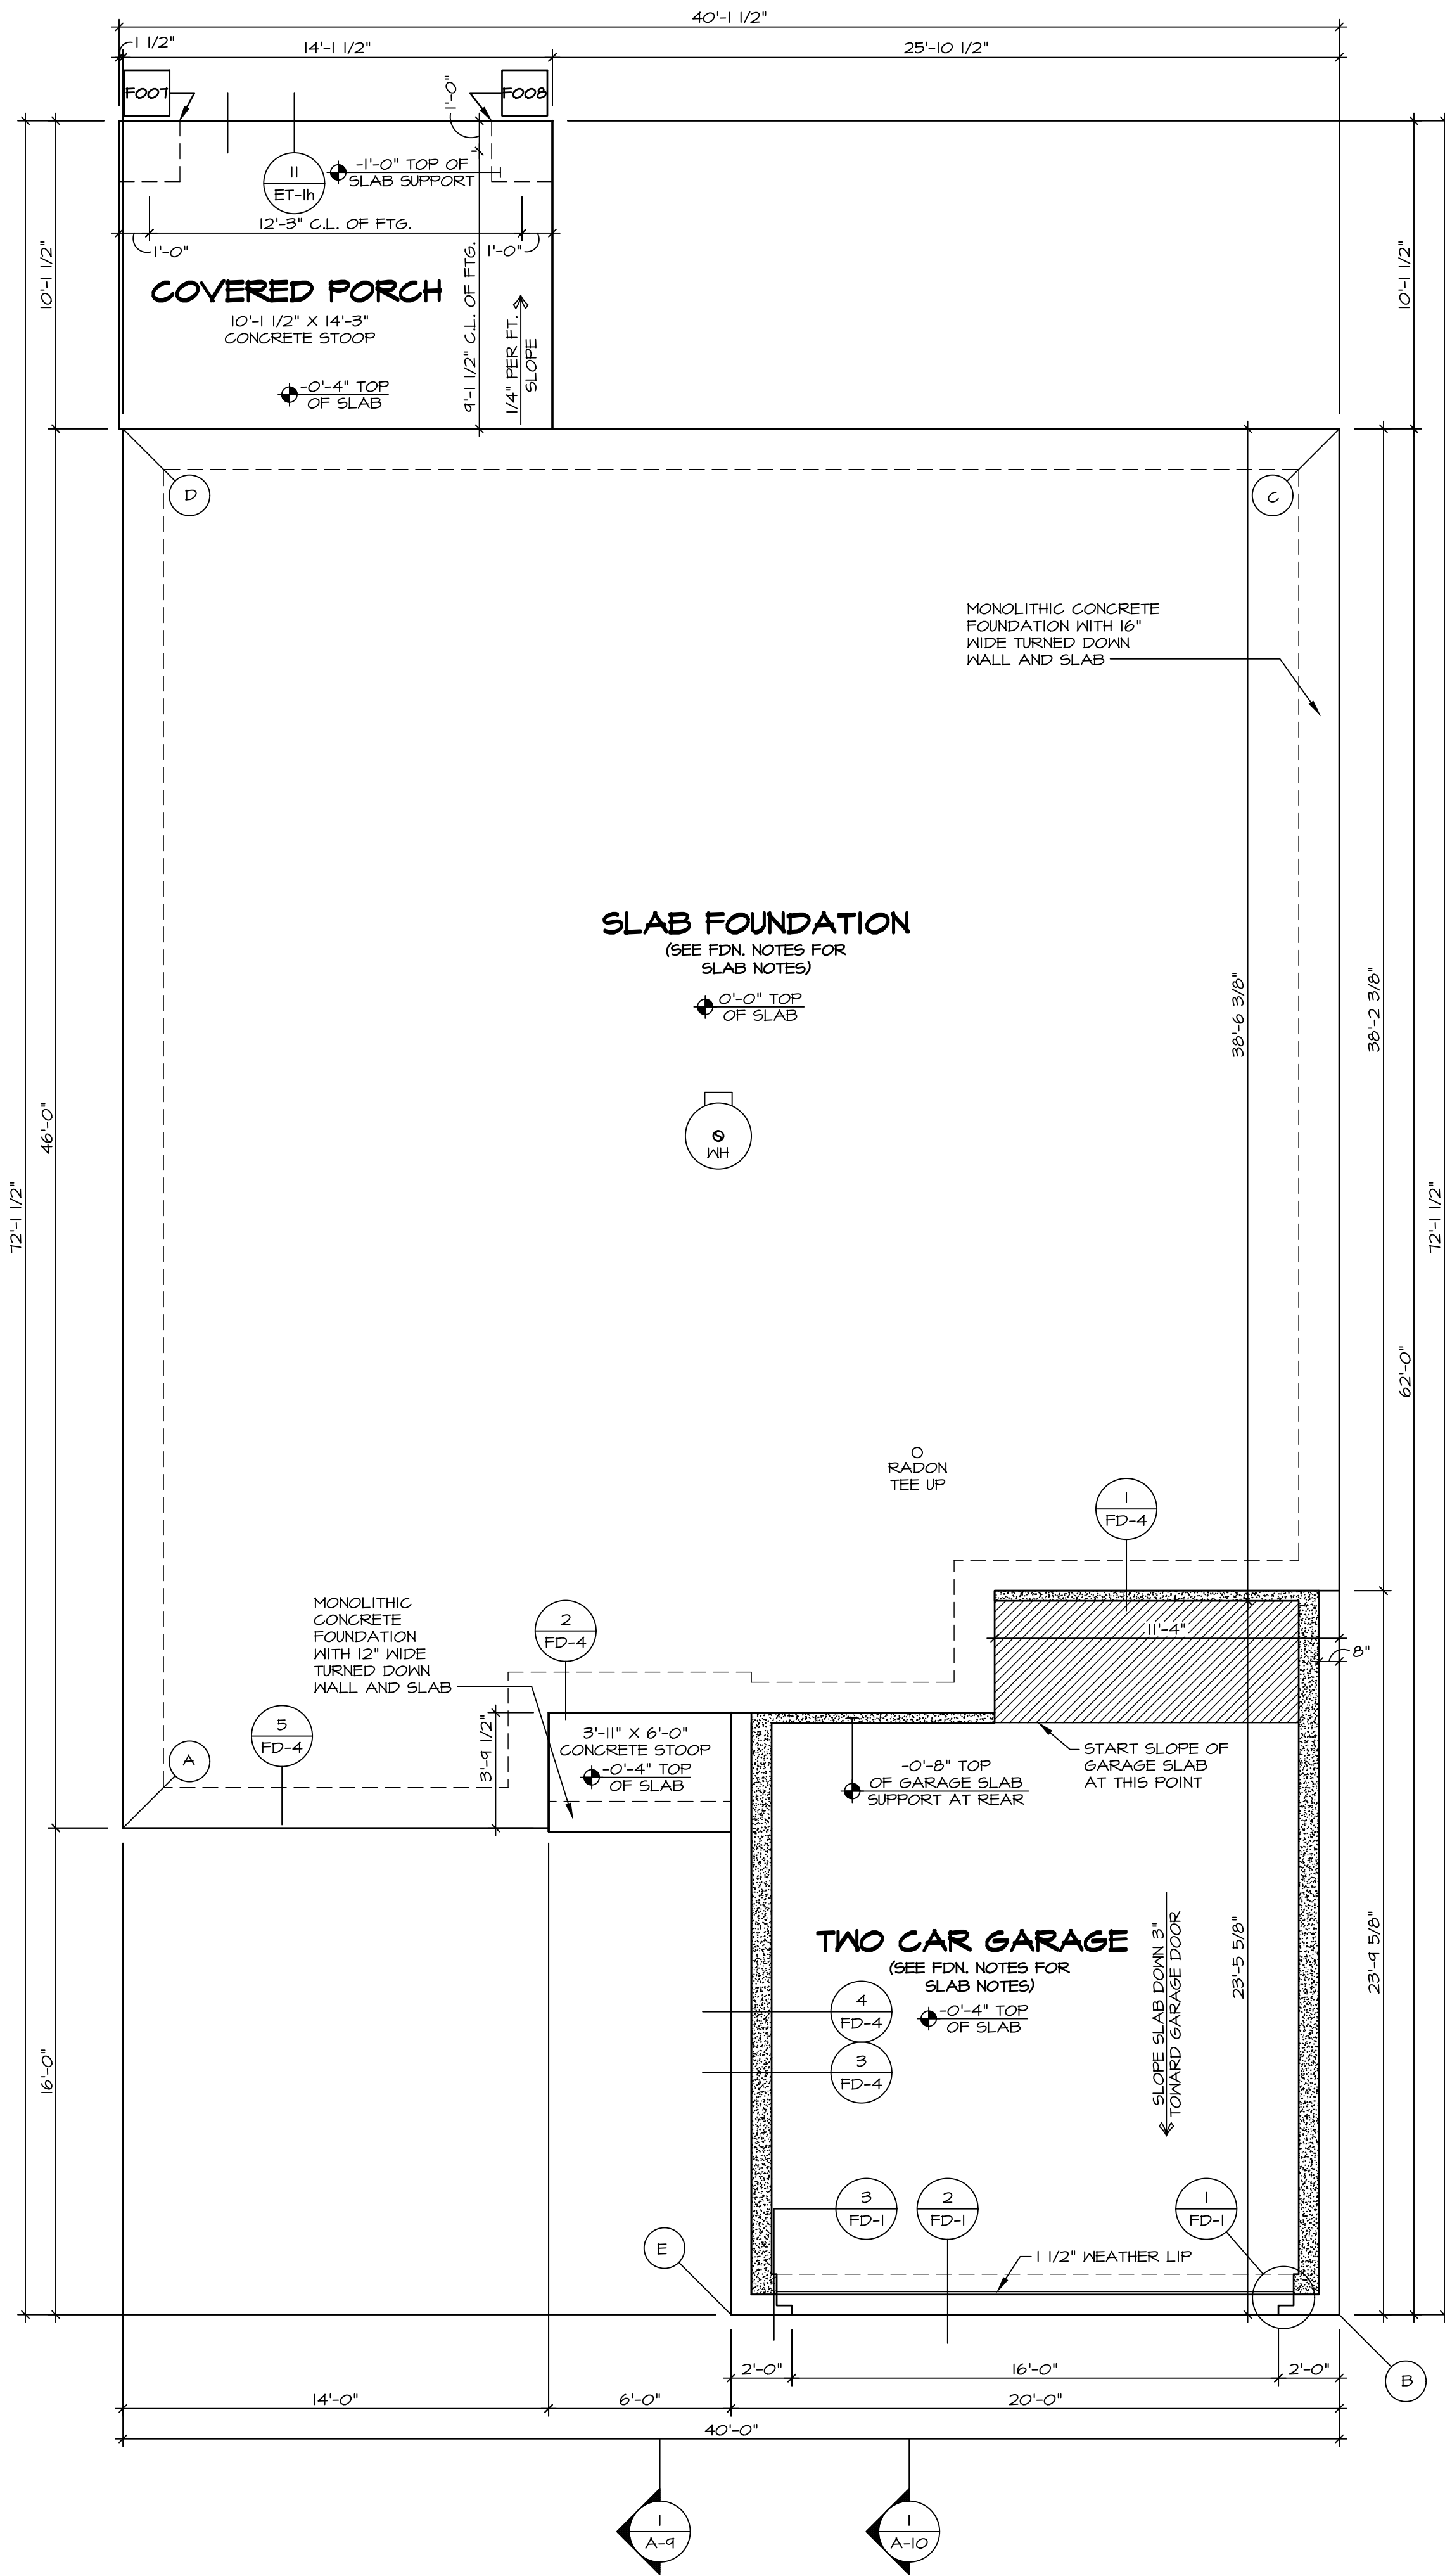 40'-1 1/2"
1 1/2"
14'-1 1/2"
25'-10 1/2"
F007
F008
1'-0"
11
ET-1h
-1'-0" TOP OF
SLAB SUPPORT
12'-3" C.L. OF FTG.
1'-0"
1'-0"
10'-1 1/2"
10'-1 1/2"
COVERED PORCH
10'-1 1/2" X 14'-3"
CONCRETE STOOP
9'-1 1/2" C.L. OF FTG.
1/4" PER FT.
SLOPE
-0'-4" TOP
OF SLAB
D
C
MONOLITHIC CONCRETE
FOUNDATION WITH 16"
WIDE TURNED DOWN
WALL AND SLAB
SLAB FOUNDATION
(SEE FDN. NOTES FOR
SLAB NOTES)
0'-0" TOP
OF SLAB
38'-6 3/8"
38'-2 3/8"
46'-0"
72'-1 1/2"
72'-1 1/2"
WH
62'-0"
RADON
TEE UP
1
FD-4
MONOLITHIC
CONCRETE
FOUNDATION
WITH 12" WIDE
TURNED DOWN
WALL AND SLAB
2
FD-4
11'-4"
8"
5
FD-4
A
3'-9 1/2"
3'-11" X 6'-0"
CONCRETE STOOP
-0'-4" TOP
OF SLAB
-0'-8" TOP
OF GARAGE SLAB
SUPPORT AT REAR
START SLOPE OF
GARAGE SLAB
AT THIS POINT
TWO CAR GARAGE
(SEE FDN. NOTES FOR
SLAB NOTES)
-0'-4" TOP
OF SLAB
4
FD-4
3
FD-4
SLOPE SLAB DOWN 3"
TOWARD GARAGE DOOR
23'-5 5/8"
23'-9 5/8"
16'-0"
3
FD-1
2
FD-1
1
FD-1
E
1 1/2" WEATHER LIP
B
2'-0"
16'-0"
2'-0"
14'-0"
6'-0"
20'-0"
40'-0"
1
A-9
1
A-10